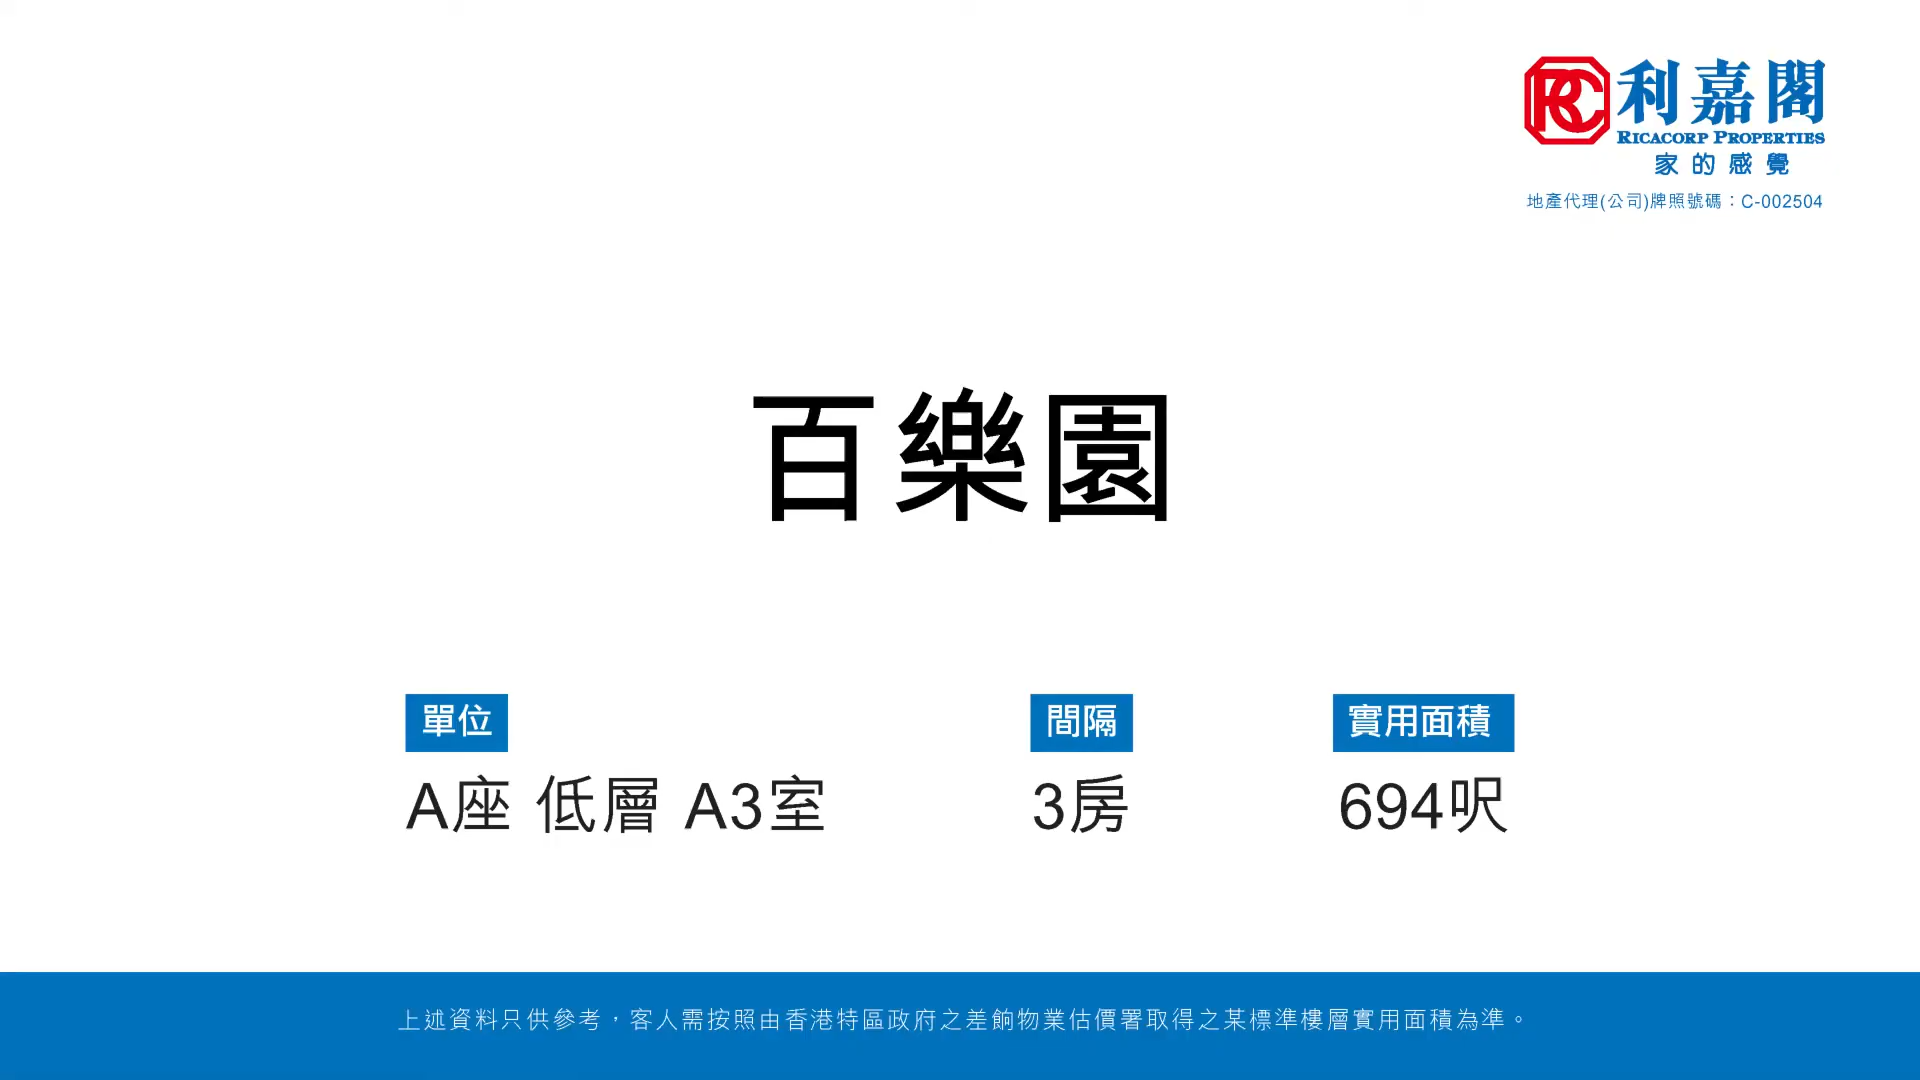 利嘉閣
RICACORP PROPERTIES
家的感覺
地產代理(公司)牌照號碼：C-002504
百樂園
單位
A座 低層 A3室
間隔
3房
實用面積
694呎
上述資料只供參考，客人需按照由香港特區政府之差餉物業估價署取得之某標準樓層實用面積為準。